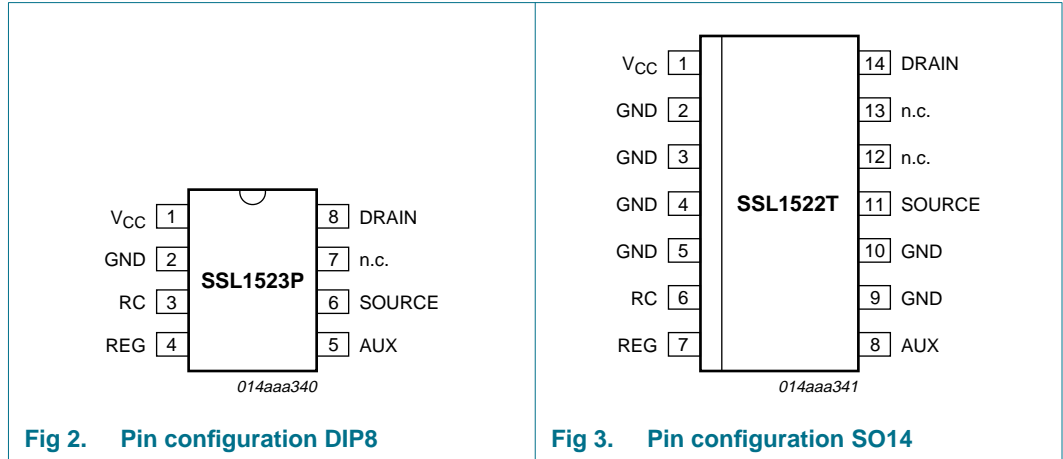 VCC 1
GND 2
RC 3
REG 4
SSL1523P
8 DRAIN
7 n.c.
6 SOURCE
5 AUX
014aaa340
Fig 2. Pin configuration DIP8
VCC 1
GND 2
GND 3
GND 4
GND 5
RC 6
REG 7
SSL1522T
14 DRAIN
13 n.c.
12 n.c.
11 SOURCE
10 GND
9 GND
8 AUX
014aaa341
Fig 3. Pin configuration SO14